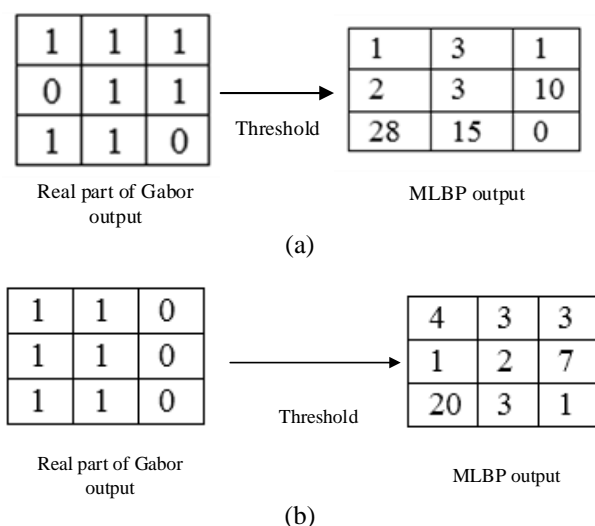 1 1 1
0 1 1
1 1 0
Real part of Gabor
output
Threshold
1 3 1
2 3 10
28 15 0
MLBP output
(a)
1 1 0
1 1 0
1 1 0
Real part of Gabor
output
Threshold
4 3 3
1 2 7
20 3 1
MLBP output
(b)